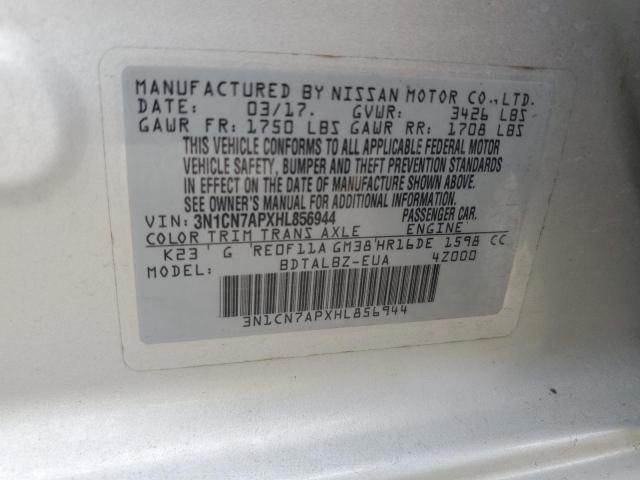 MANUFACTURED BY NISSAN MOTOR CO.,LTD.
DATE: 03/17. GVWR: 3426 LBS
GAWR FR: 1750 LBS GAWR RR: 1708 LBS
THIS VEHICLE CONFORMS TO ALL APPLICABLE FEDERAL MOTOR
VEHICLE SAFETY, BUMPER AND THEFT PREVENTION STANDARDS
IN EFFECT ON THE DATE OF MANUFACTURE SHOWN ABOVE.
SEE OWNER'S MANUAL FOR ADDITIONAL INFORMATION.
VIN: 3N1CN7APXHL856944 PASSENGER CAR.
COLOR TRIM TRANS AXLE ENGINE
K23 G RE0F11A GM38 HR16DE 1598 CC
MODEL: BDTALBZ-EUA 4Z000
3N1CN7APXHL856944